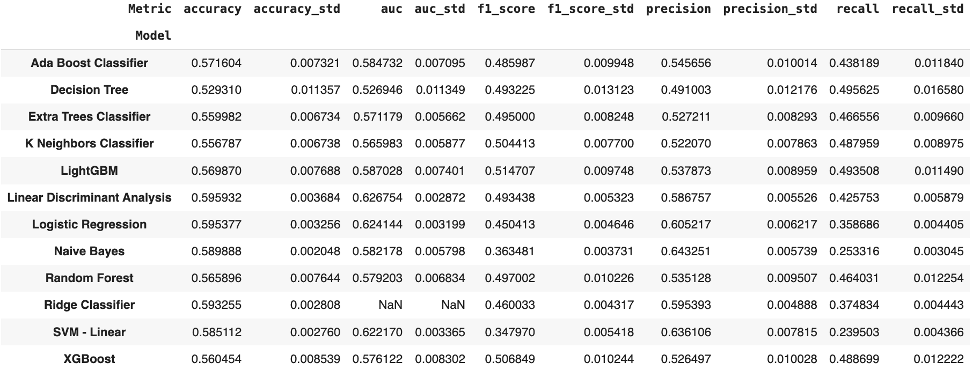 Metric accuracy accuracy_std auc auc_std f1_score f1_score_std precision precision_std recall recall_std
Model
Ada Boost Classifier 0.571604 0.007321 0.584732 0.007095 0.485987 0.009948 0.545656 0.010014 0.438189 0.011840
Decision Tree 0.529310 0.011357 0.526946 0.011349 0.493225 0.013123 0.491003 0.012176 0.495625 0.016580
Extra Trees Classifier 0.559982 0.006734 0.571179 0.005662 0.495000 0.008248 0.527211 0.008293 0.466556 0.009660
K Neighbors Classifier 0.556787 0.006738 0.565983 0.005877 0.504413 0.007700 0.522070 0.007863 0.487959 0.008975
LightGBM 0.569870 0.007688 0.587028 0.007401 0.514707 0.009748 0.537873 0.008959 0.493508 0.011490
Linear Discriminant Analysis 0.595932 0.003684 0.626754 0.002872 0.493438 0.005323 0.586757 0.005526 0.425753 0.005879
Logistic Regression 0.595377 0.003256 0.624144 0.003199 0.450413 0.004646 0.605217 0.006217 0.358686 0.004405
Naive Bayes 0.589888 0.002048 0.582178 0.005798 0.363481 0.003731 0.643251 0.005739 0.253316 0.003045
Random Forest 0.565896 0.007644 0.579203 0.006834 0.497002 0.010226 0.535128 0.009507 0.464031 0.012254
Ridge Classifier 0.593255 0.002808 NaN NaN 0.460033 0.004317 0.595393 0.004888 0.374834 0.004443
SVM - Linear 0.585112 0.002760 0.622170 0.003365 0.347970 0.005418 0.636106 0.007815 0.239503 0.004366
XGBoost 0.560454 0.008539 0.576122 0.008302 0.506849 0.010244 0.526497 0.010028 0.488699 0.012222